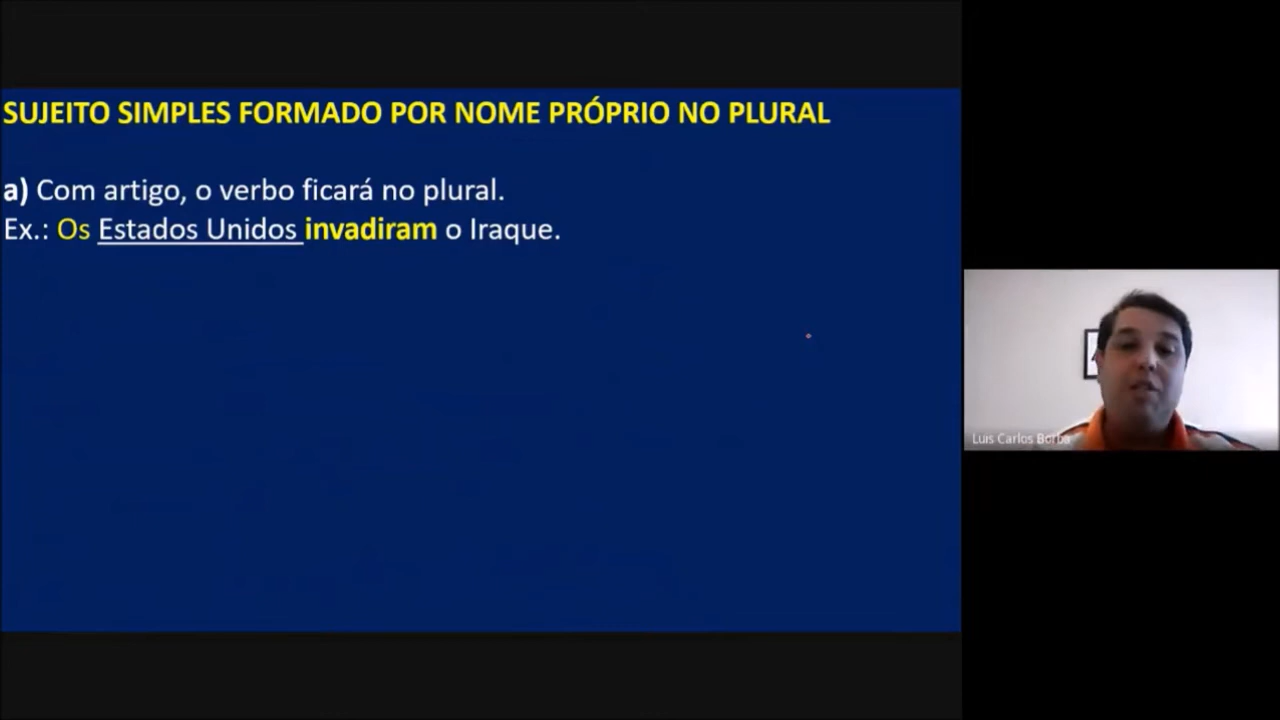 SUJEITO SIMPLES FORMADO POR NOME PRÓPRIO NO PLURAL
a) Com artigo, o verbo ficará no plural.
Ex.: Os Estados Unidos invadiram o Iraque.
Luis Carlos Borba